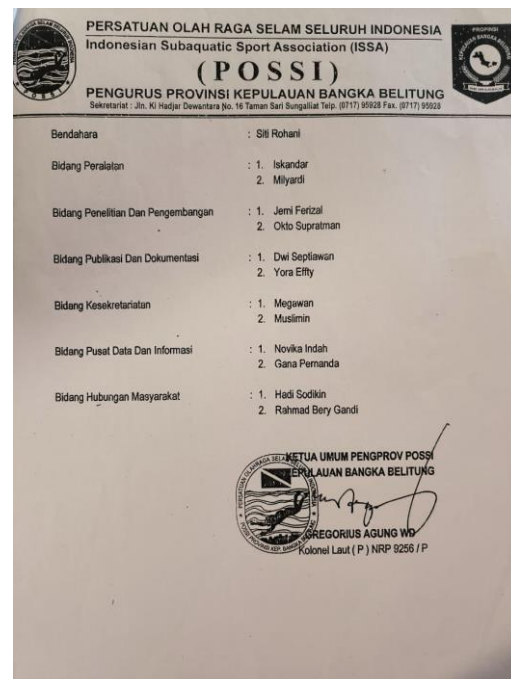 PERSATUAN OLAH RAGA SELAM SELURUH INDONESIA
Indonesian Subaquatic Sport Association (ISSA)
( P O S S I )
PENGURUS PROVINSI KEPULAUAN BANGKA BELITUNG
Sekretariat : Jln. Ki Hadjar Dewantara No. 16 Taman Sari Sungailiat Telp. (0717) 95928 Fax. (0717) 95928
PROPINSI
Bendahara : Siti Rohani
Bidang Peralatan : 1. Iskandar
2. Milyardi
Bidang Penelitian Dan Pengembangan : 1. Jemi Ferizal
2. Okto Supratman
Bidang Publikasi Dan Dokumentasi : 1. Dwi Septiawan
2. Yora Effty
Bidang Kesekretariatan : 1. Megawan
2. Muslimin
Bidang Pusat Data Dan Informasi : 1. Novika Indah
2. Gana Pernanda
Bidang Hubungan Masyarakat : 1. Hadi Sodikin
2. Rahmad Bery Gandi
KETUA UMUM PENGPROV POSSI
KEPULAUAN BANGKA BELITUNG
GREGORIUS AGUNG WD
Kolonel Laut ( P ) NRP 9256 / P